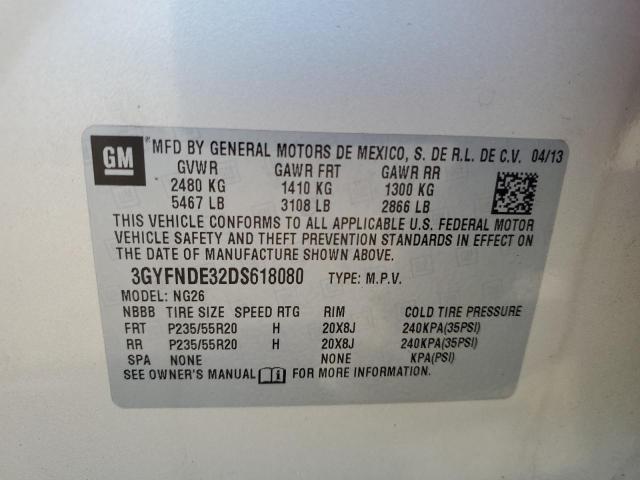 GM *MFD BY GENERAL MOTORS DE MEXICO, S. DE R.L. DE C.V. 04/13
GVWR GAWR FRT GAWR RR
2480 KG 1410 KG 1300 KG
5467 LB 3108 LB 2866 LB
THIS VEHICLE CONFORMS TO ALL APPLICABLE U.S. FEDERAL MOTOR
VEHICLE SAFETY AND THEFT PREVENTION STANDARDS IN EFFECT ON
THE DATE OF MANUFACTURE SHOWN ABOVE.
3GYFNDE32DS618080 TYPE: M.P.V.
MODEL: NG26
NBBB TIRE SIZE SPEED RTG RIM COLD TIRE PRESSURE
FRT P235/55R20 H 20X8J 240KPA(35PSI)
RR P235/55R20 H 20X8J 240KPA(35PSI)
SPA NONE NONE KPA(PSI)
SEE OWNER'S MANUAL FOR MORE INFORMATION.